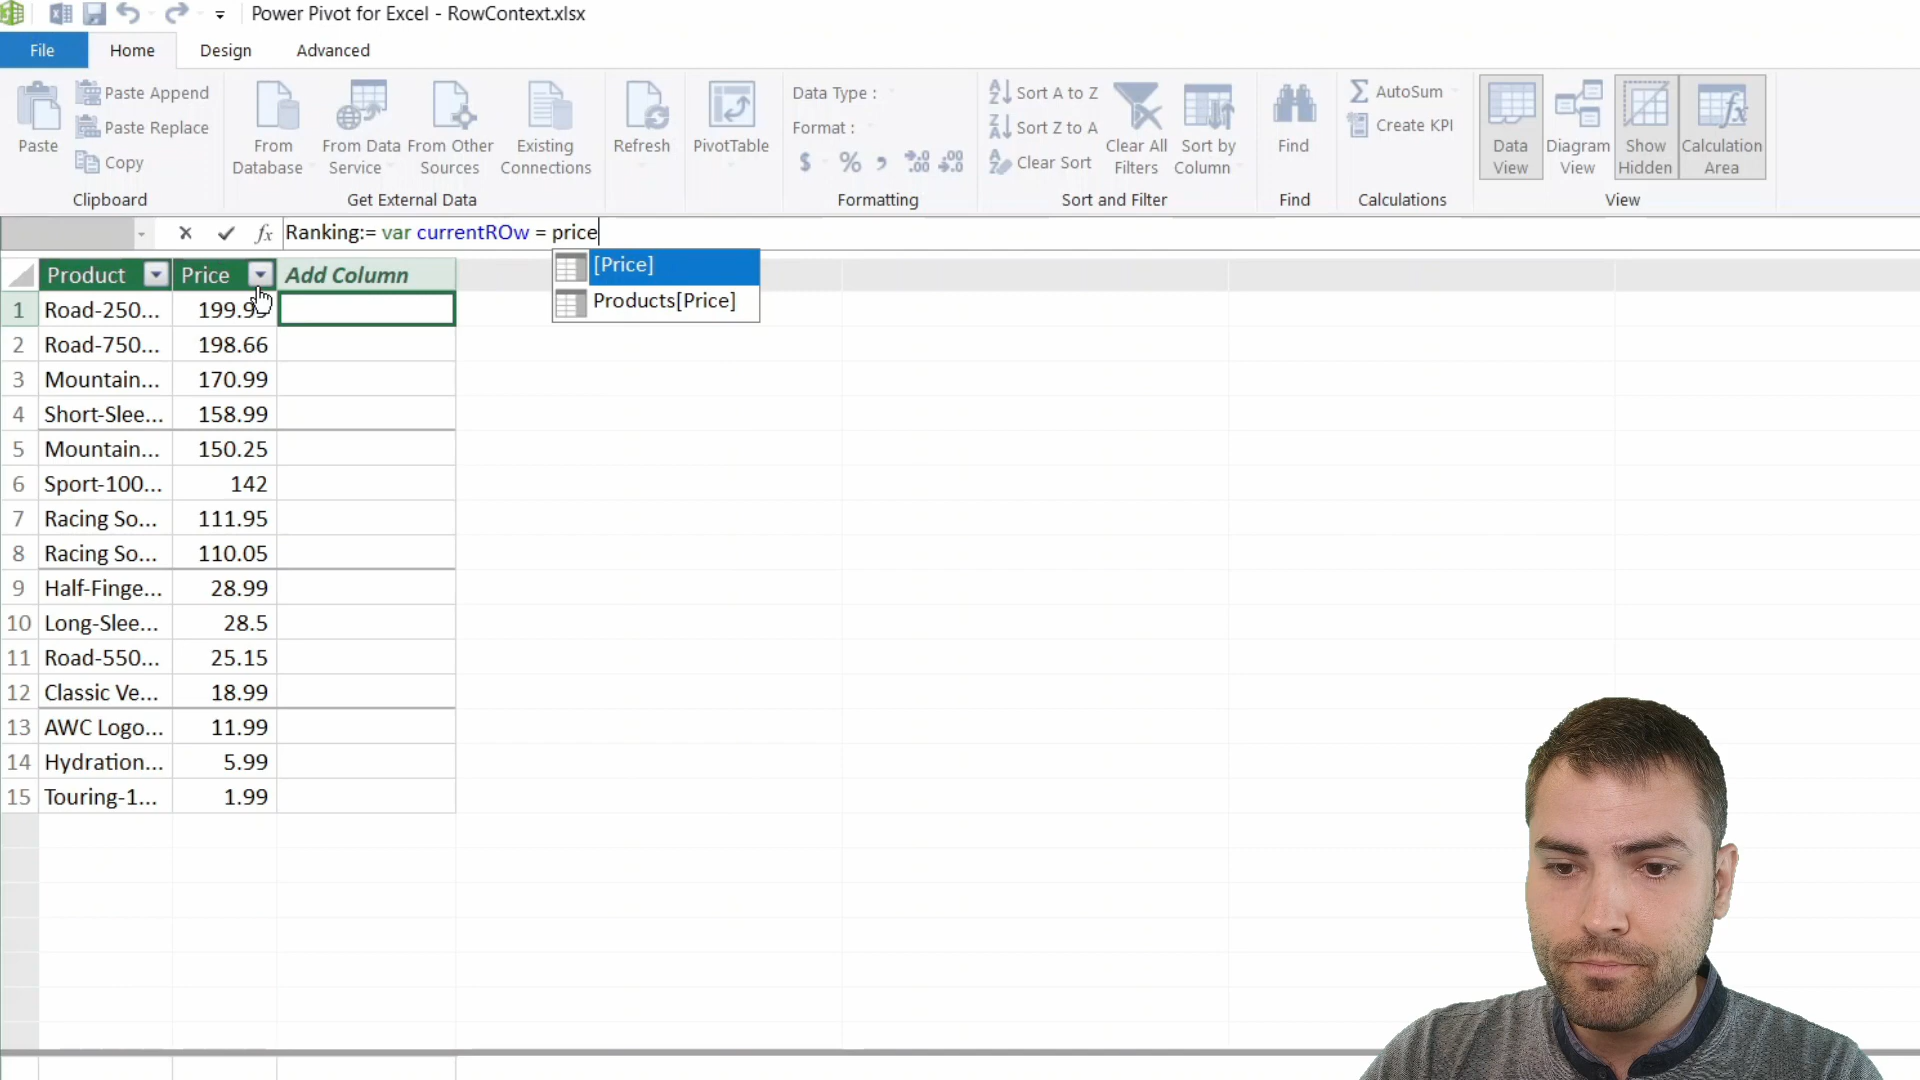 Power Pivot for Excel - RowContext.xlsx
File Home Design Advanced
Paste
Paste Append
Paste Replace
Copy
Clipboard
From Database
From Data Service
From Other Sources
Existing Connections
Get External Data
Refresh
PivotTable
Data Type :
Format :
$ % ,
Formatting
Sort A to Z
Sort Z to A
Clear Sort
Clear All Filters
Sort by Column
Sort and Filter
Find
Find
AutoSum
Create KPI
Calculations
Data View
Diagram View
Show Hidden
Calculation Area
View
fx Ranking:= var currentROw = price
[Price]
Products[Price]
Product Price Add Column
1 Road-250... 199.9
2 Road-750... 198.66
3 Mountain... 170.99
4 Short-Slee... 158.99
5 Mountain... 150.25
6 Sport-100... 142
7 Racing So... 111.95
8 Racing So... 110.05
9 Half-Finge... 28.99
10 Long-Slee... 28.5
11 Road-550... 25.15
12 Classic Ve... 18.99
13 AWC Logo... 11.99
14 Hydration... 5.99
15 Touring-1... 1.99